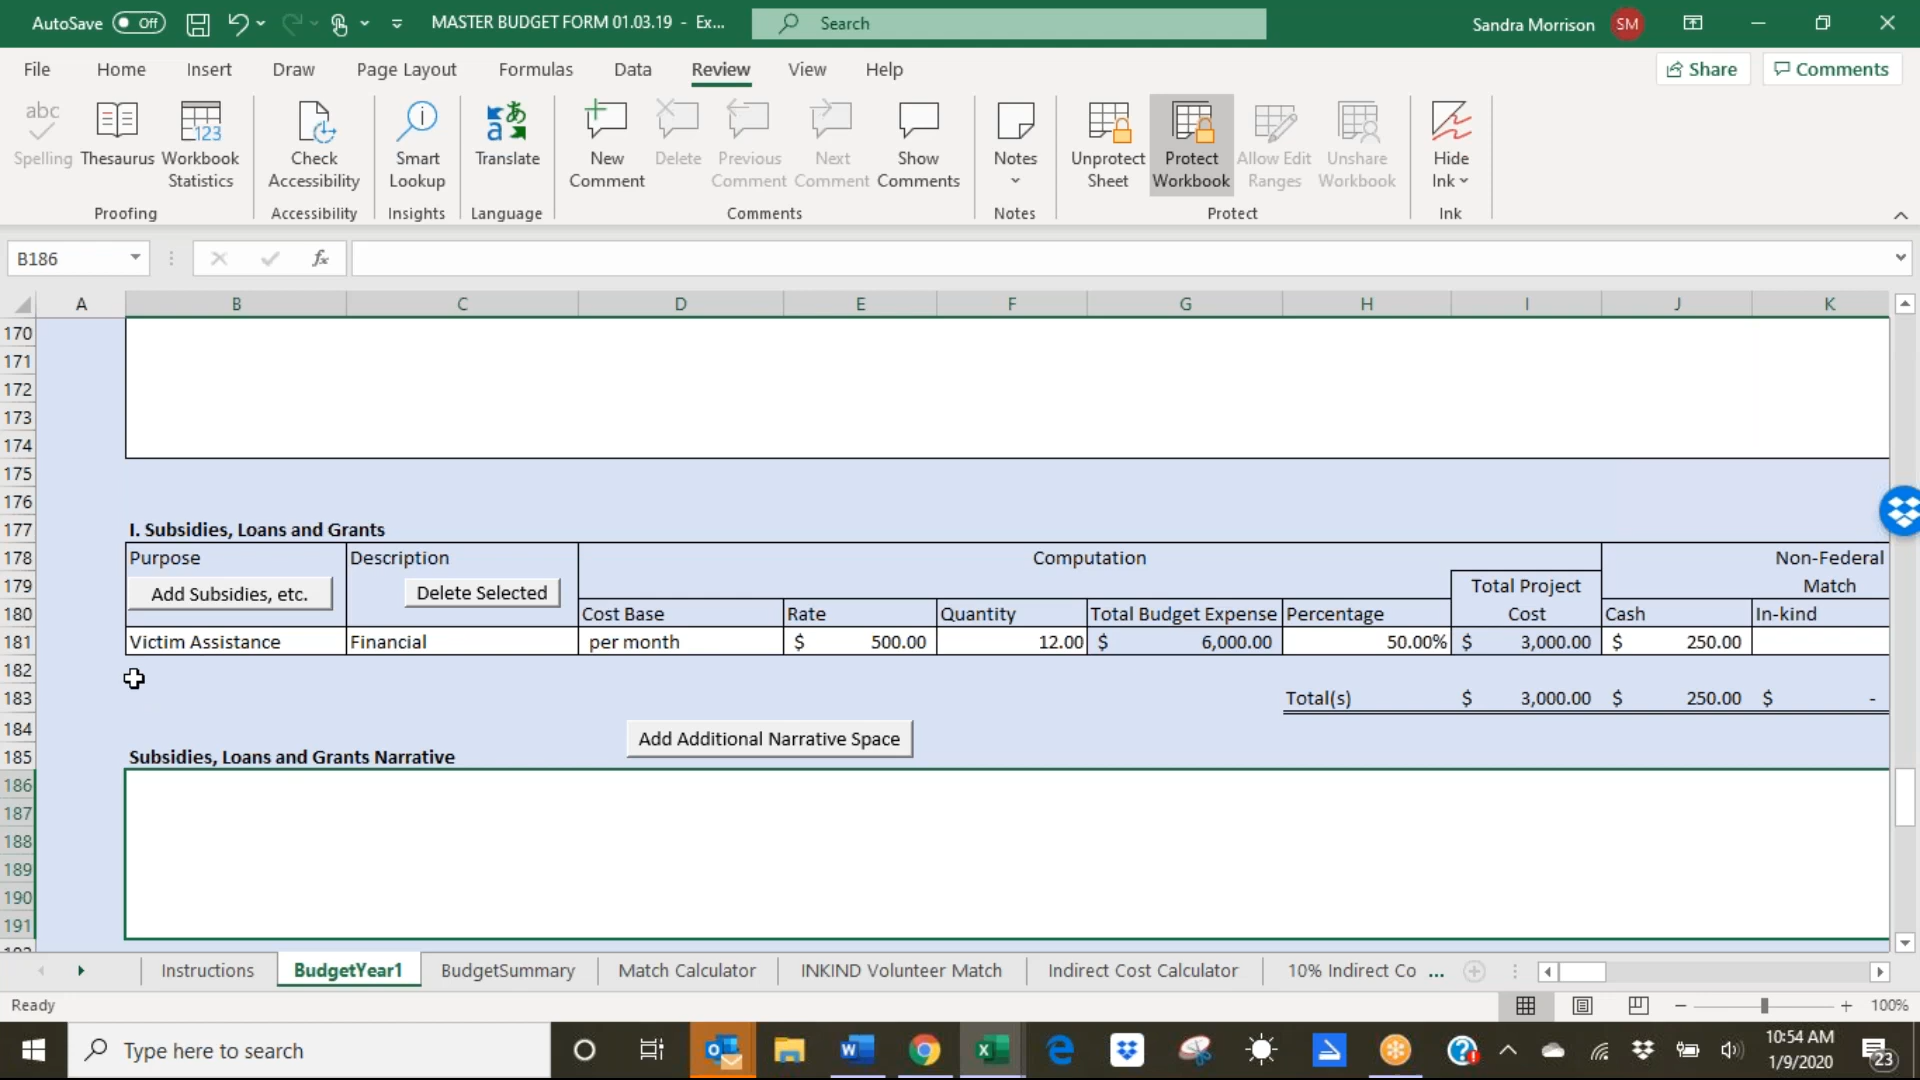 AutoSave Off MASTER BUDGET FORM 01.03.19 - Ex... Search Sandra Morrison SM
File Home Insert Draw Page Layout Formulas Data Review View Help Share Comments
abc 123
Spelling Thesaurus Workbook Statistics Check Accessibility Smart Lookup Translate New Comment Delete Previous Comment Next Comment Show Comments Notes Unprotect Sheet Protect Workbook Allow Edit Ranges Unshare Workbook Hide Ink
Proofing Accessibility Insights Language Comments Notes Protect Ink
B186 fx
A B C D E F G H I J K
170
171
172
173
174
175
176
177 I. Subsidies, Loans and Grants
178 Purpose Description Computation Non-Federal
179 Add Subsidies, etc. Delete Selected Total Project Match
180 Cost Base Rate Quantity Total Budget Expense Percentage Cost Cash In-kind
181 Victim Assistance Financial per month $ 500.00 12.00 $ 6,000.00 50.00% $ 3,000.00 $ 250.00
182
183 Total(s) $ 3,000.00 $ 250.00 $ -
184 Add Additional Narrative Space
185 Subsidies, Loans and Grants Narrative
186
187
188
189
190
191
Instructions BudgetYear1 BudgetSummary Match Calculator INKIND Volunteer Match Indirect Cost Calculator 10% Indirect Co ...
Ready 100%
Type here to search 10:54 AM
1/9/2020 23